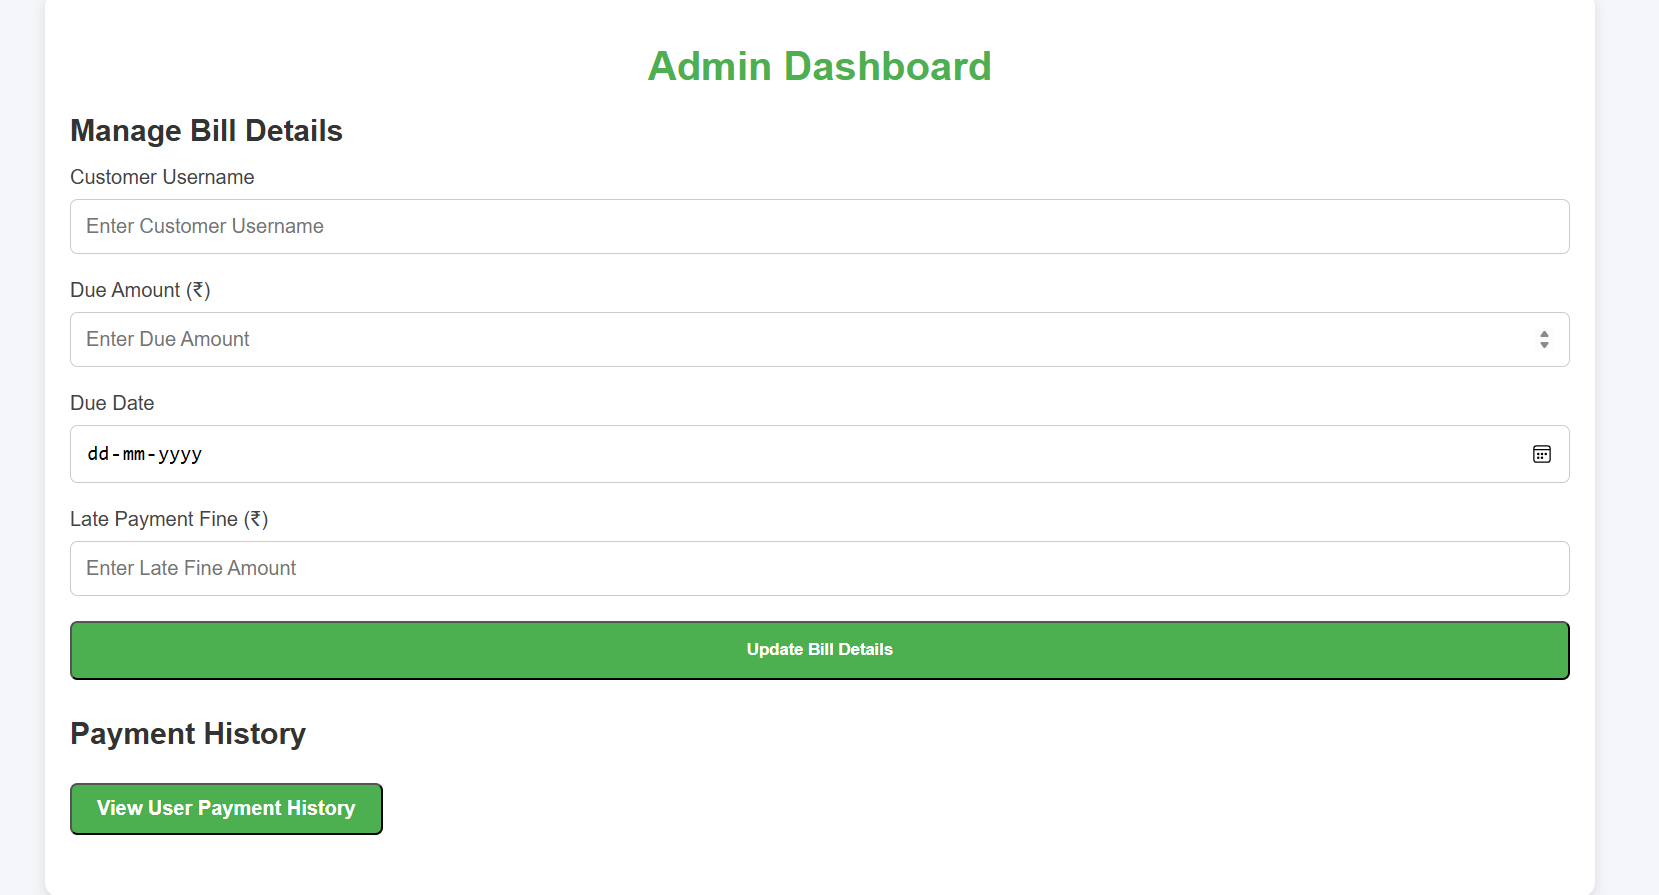 Admin Dashboard
Manage Bill Details
Customer Username
Enter Customer Username
Due Amount (₹)
Enter Due Amount
Due Date
dd-mm-yyyy
Late Payment Fine (₹)
Enter Late Fine Amount
Update Bill Details
Payment History
View User Payment History